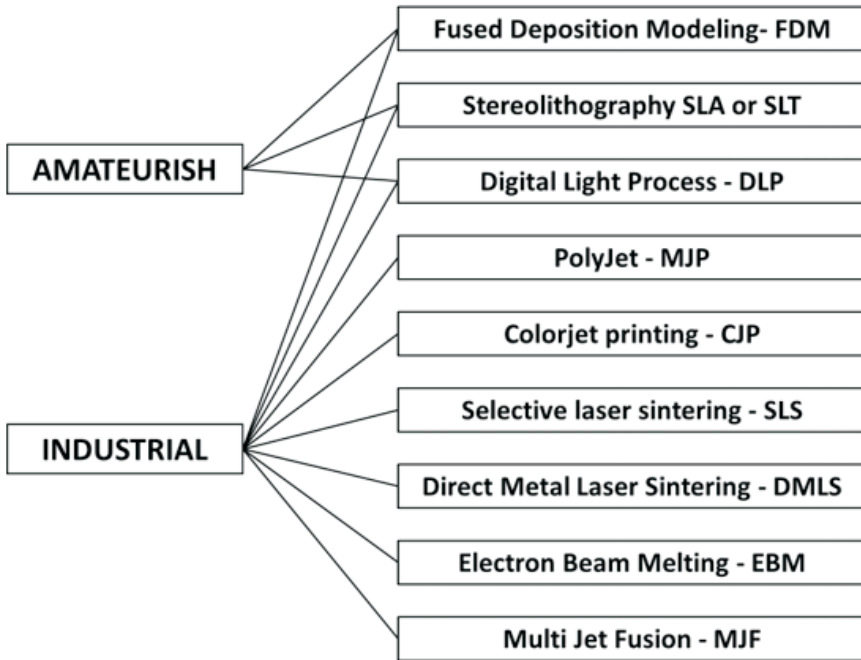 Fused Deposition Modeling- FDM
Stereolithography SLA or SLT
AMATEURISH
Digital Light Process - DLP
PolyJet - MJP
Colorjet printing - CJP
Selective laser sintering - SLS
INDUSTRIAL
Direct Metal Laser Sintering - DMLS
Electron Beam Melting - EBM
Multi Jet Fusion - MJF